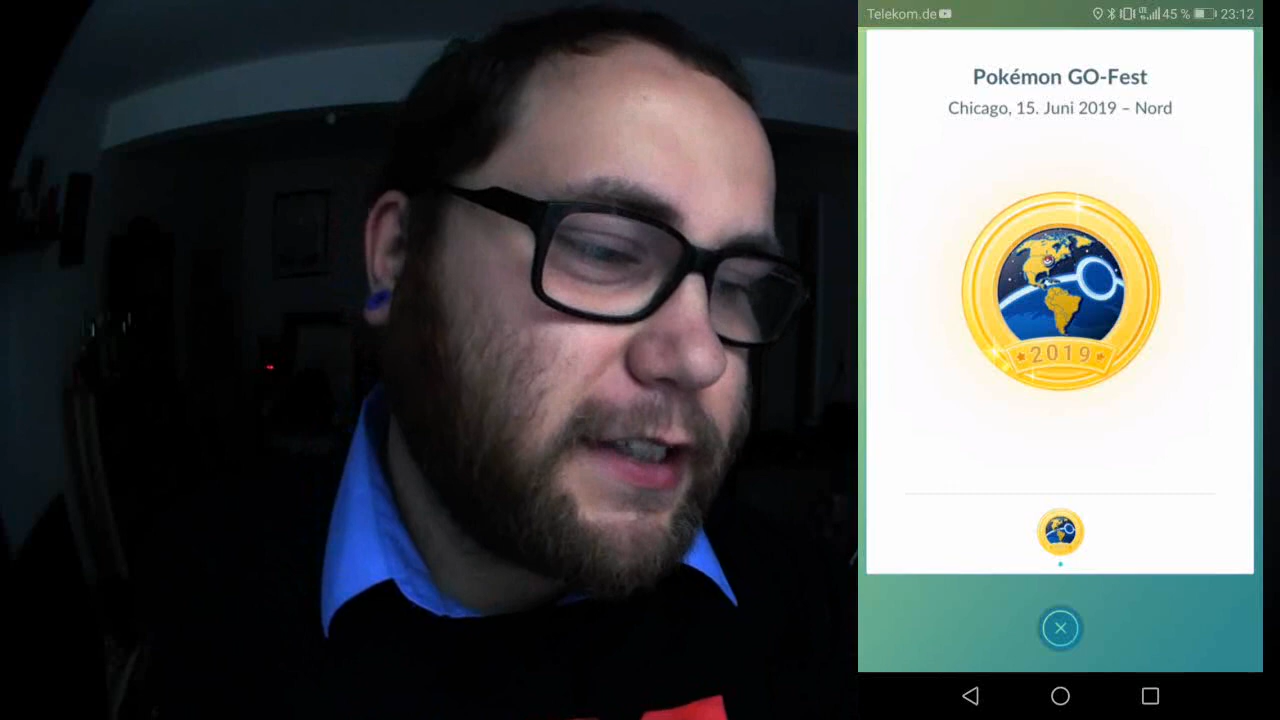 Telekom.de 45 % 23:12
Pokémon GO-Fest
Chicago, 15. Juni 2019 – Nord
2019